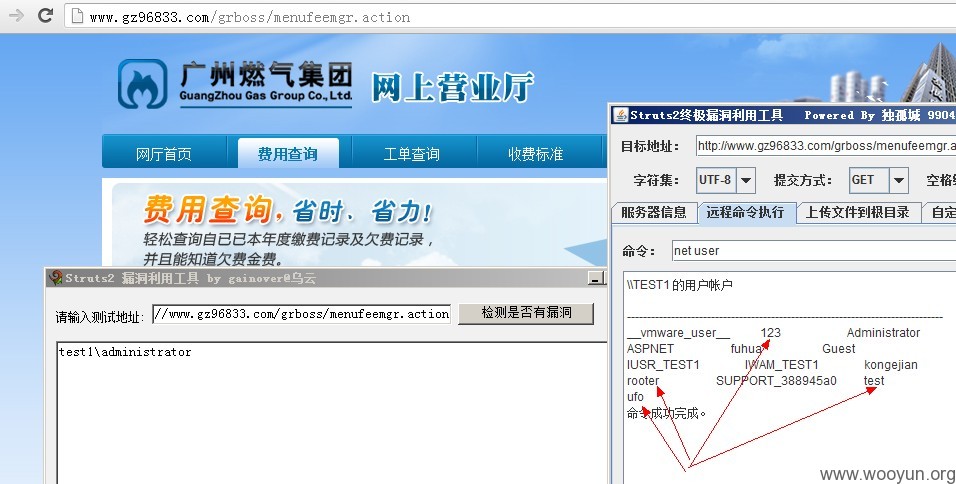 www.gz96833.com/grboss/menufeemgr.action
广州燃气集团
GuangZhou Gas Group Co.,Ltd.
网上营业厅
网厅首页 费用查询 工单查询 收费标准
费用查询，省时、省力!
轻松查询自已本年度缴费记录及欠费记录，
并且能知道欠费金费。
Struts2 漏洞利用工具 by gainover@乌云
请输入测试地址: //www.gz96833.com/grboss/menufeemgr.action 检测是否有漏洞
test1\administrator
Struts2终极漏洞利用工具 Powered By 独孤城 9904
目标地址: http://www.gz96833.com/grboss/menufeemgr.a
字符集: UTF-8 提交方式: GET 空格
服务器信息 远程命令执行 上传文件到根目录 自定
命令: net user
\\TEST1 的用户帐户
-------------------------------------------------------------------------------
__vmware_user__ 123 Administrator
ASPNET fuhua Guest
IUSR_TEST1 IWAM_TEST1 kongejian
rooter SUPPORT_388945a0 test
ufo
命令成功完成。
www.wooyun.org